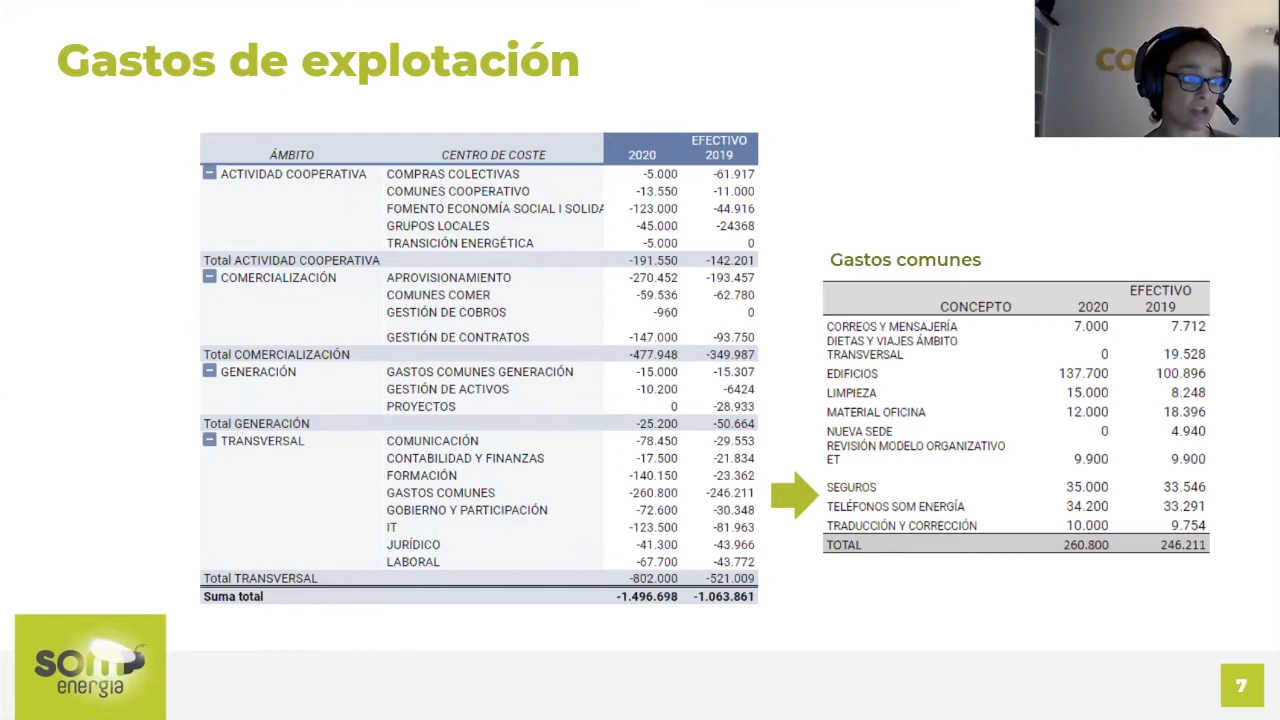 Gastos de explotación
CO
ÁMBITO CENTRO DE COSTE 2020 EFECTIVO 2019
ACTIVIDAD COOPERATIVA COMPRAS COLECTIVAS -5.000 -61.917
COMUNES COOPERATIVO -13.550 -11.000
FOMENTO ECONOMÍA SOCIAL I SOLIDA -123.000 -44.916
GRUPOS LOCALES -45.000 -24368
TRANSICIÓN ENERGÉTICA -5.000 0
Total ACTIVIDAD COOPERATIVA -191.550 -142.201
COMERCIALIZACIÓN APROVISIONAMIENTO -270.452 -193.457
COMUNES COMER -59.536 -62.780
GESTIÓN DE COBROS -960 0
GESTIÓN DE CONTRATOS -147.000 -93.750
Total COMERCIALIZACIÓN -477.948 -349.987
GENERACIÓN GASTOS COMUNES GENERACIÓN -15.000 -15.307
GESTIÓN DE ACTIVOS -10.200 -6424
PROYECTOS 0 -28.933
Total GENERACIÓN -25.200 -50.664
TRANSVERSAL COMUNICACIÓN -78.450 -29.553
CONTABILIDAD Y FINANZAS -17.500 -21.834
FORMACIÓN -140.150 -23.362
GASTOS COMUNES -260.800 -246.211
GOBIERNO Y PARTICIPACIÓN -72.600 -30.348
IT -123.500 -81.963
JURÍDICO -41.300 -43.966
LABORAL -67.700 -43.772
Total TRANSVERSAL -802.000 -521.009
Suma total -1.496.698 -1.063.861
Gastos comunes
CONCEPTO 2020 EFECTIVO 2019
CORREOS Y MENSAJERÍA 7.000 7.712
DIETAS Y VIAJES ÁMBITO
TRANSVERSAL 0 19.528
EDIFICIOS 137.700 100.896
LIMPIEZA 15.000 8.248
MATERIAL OFICINA 12.000 18.396
NUEVA SEDE 0 4.940
REVISIÓN MODELO ORGANIZATIVO
ET 9.900 9.900
SEGUROS 35.000 33.546
TELÉFONOS SOM ENERGÍA 34.200 33.291
TRADUCCIÓN Y CORRECCIÓN 10.000 9.754
TOTAL 260.800 246.211
som
energia
7